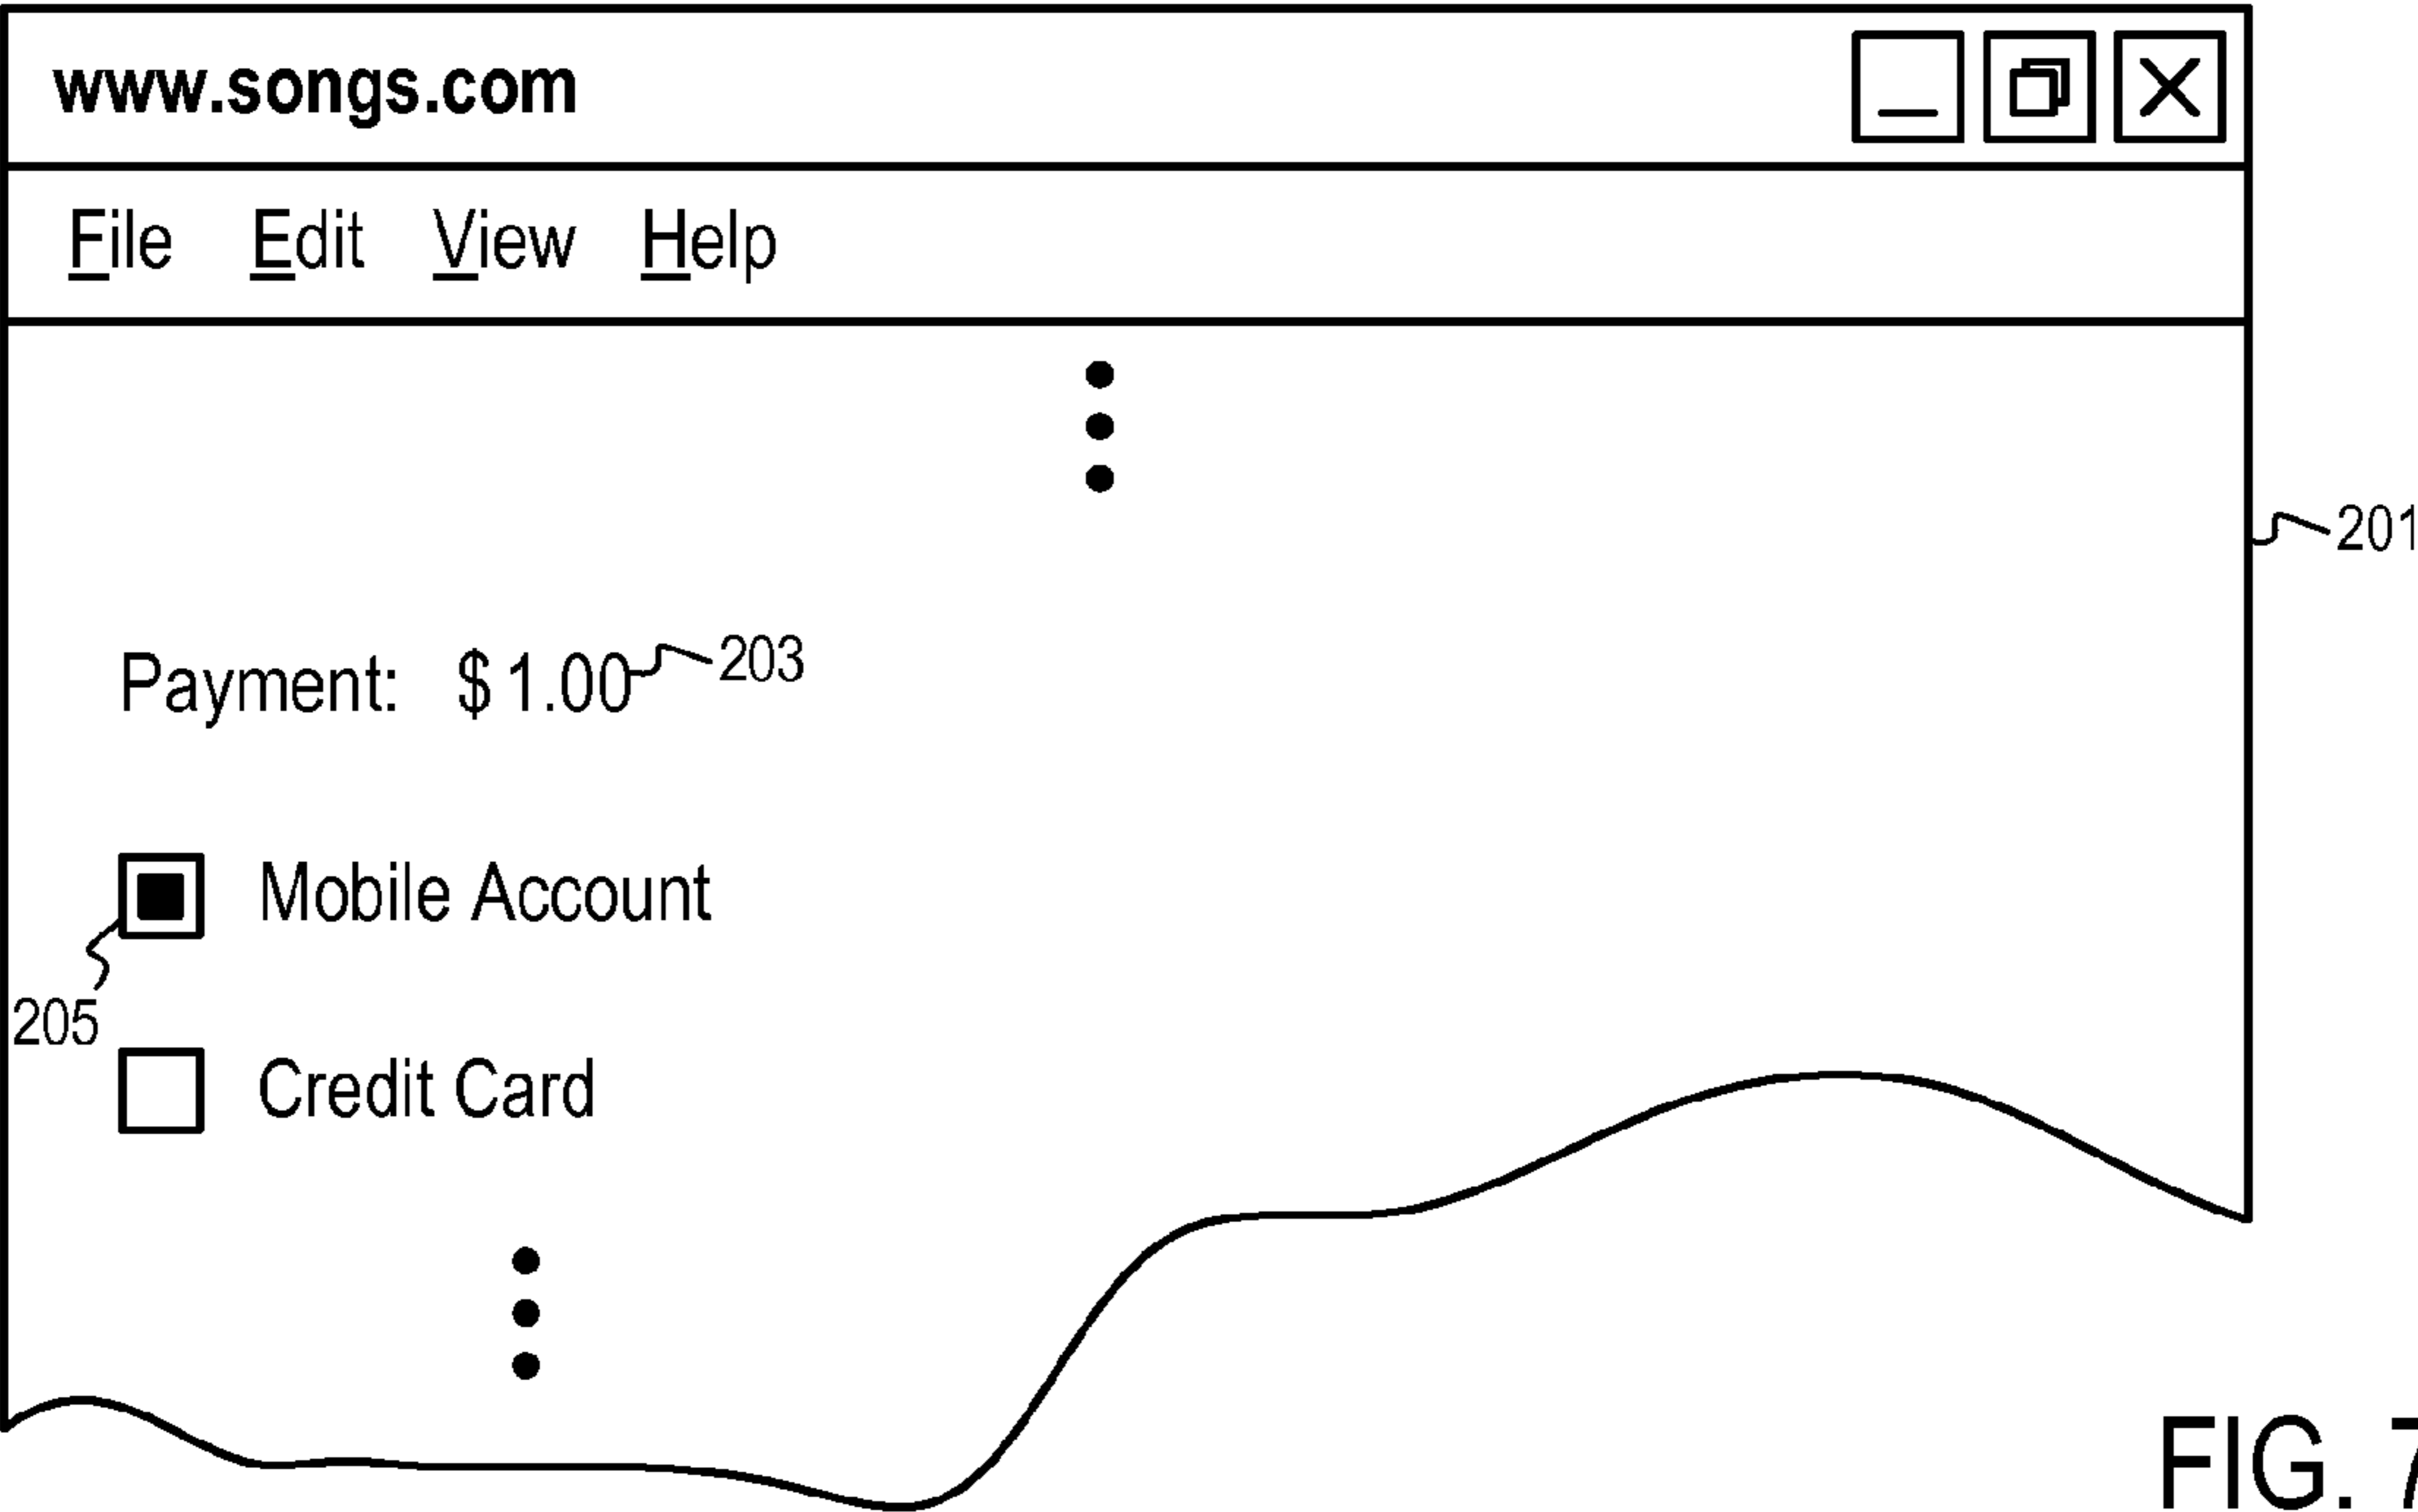 www.songs.com
File Edit View Help
201
Payment: $1.00 203
Mobile Account
205
Credit Card
FIG. 7